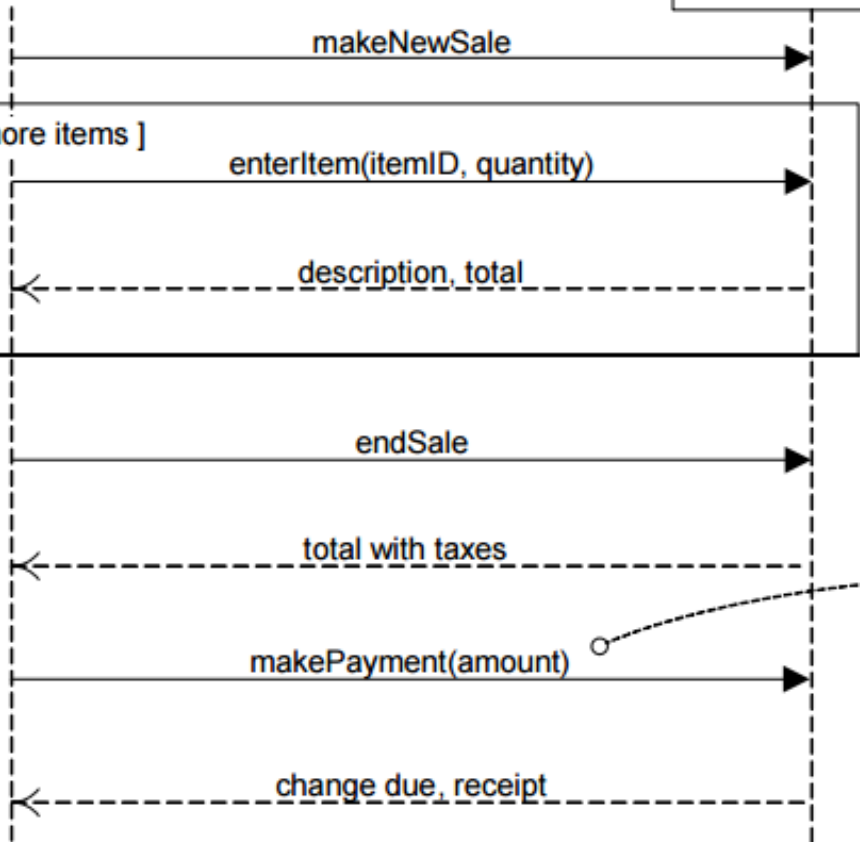 makeNewSale
ore items ]
enterItem(itemID, quantity)
description, total
endSale
total with taxes
makePayment(amount)
change due, receipt